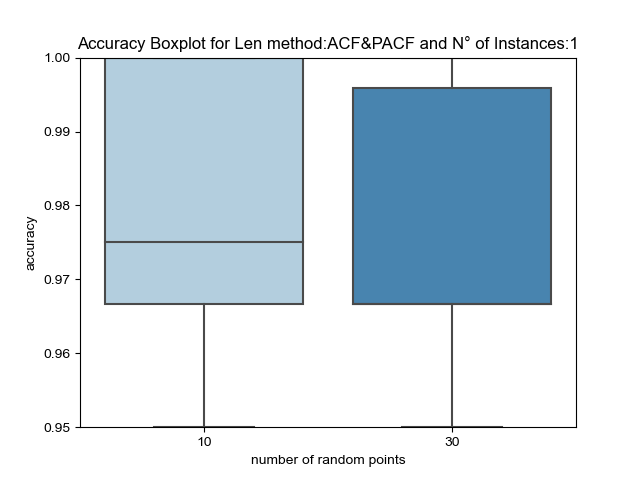 Accuracy Boxplot for Len method:ACF&PACF and N° of Instances:1
1.00
0.99
0.98
0.97
0.96
0.95
accuracy
10 30
number of random points